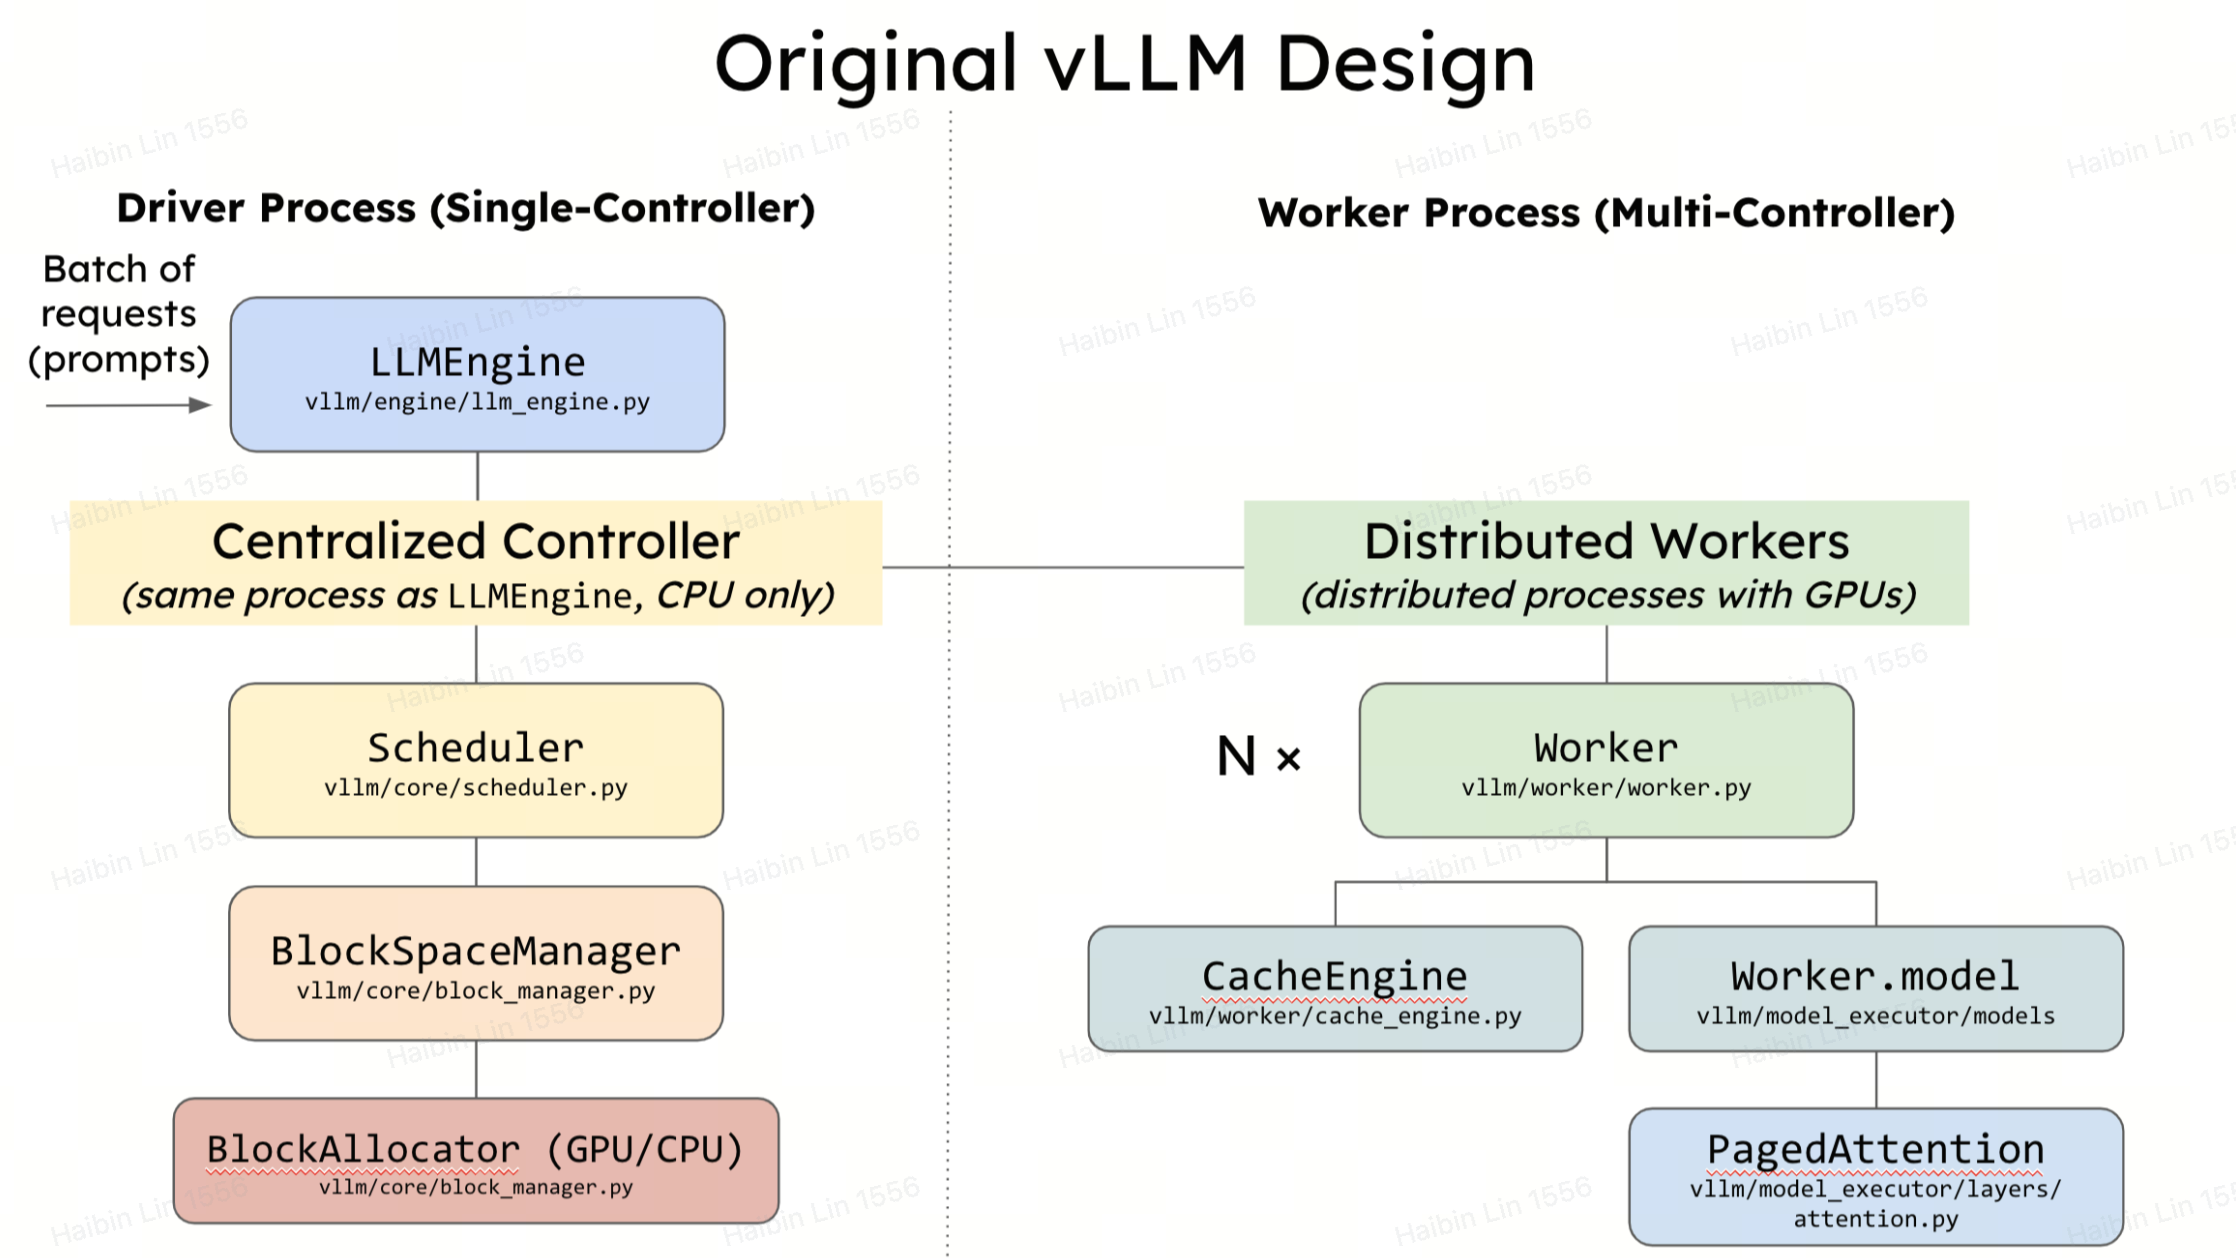 Original vLLM Design
Driver Process (Single-Controller)
Batch of
requests
(prompts)
LLMEngine
vllm/engine/llm_engine.py
Centralized Controller
(same process as LLMEngine, CPU only)
Scheduler
vllm/core/scheduler.py
BlockSpaceManager
vllm/core/block_manager.py
BlockAllocator (GPU/CPU)
vllm/core/block_manager.py
Worker Process (Multi-Controller)
Distributed Workers
(distributed processes with GPUs)
N ×
Worker
vllm/worker/worker.py
CacheEngine
vllm/worker/cache_engine.py
Worker.model
vllm/model_executor/models
PagedAttention
vllm/model_executor/layers/
attention.py
Haibin Lin 1556